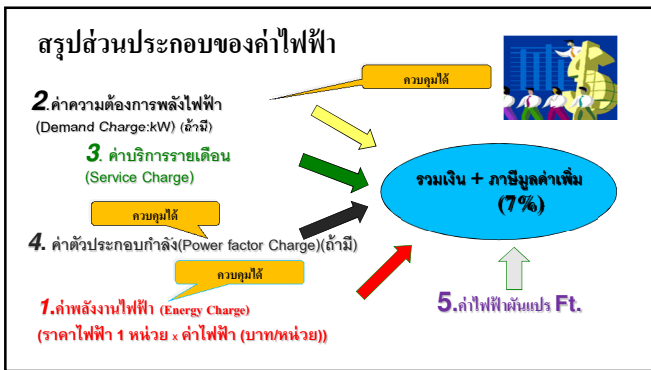 สรุปส่วนประกอบของค่าไฟฟ้า
ควบคุมได้
2.ค่าความต้องการพลังไฟฟ้า
(Demand Charge:kW) (ถ้ามี)
3. ค่าบริการรายเดือน
(Service Charge)
รวมเงิน + ภาษีมูลค่าเพิ่ม
(7%)
ควบคุมได้
4. ค่าตัวประกอบกำลัง(Power factor Charge)(ถ้ามี)
ควบคุมได้
1.ค่าพลังงานไฟฟ้า (Energy Charge)
(ราคาไฟฟ้า 1 หน่วย x ค่าไฟฟ้า (บาท/หน่วย))
5.ค่าไฟฟ้าผันแปร Ft.